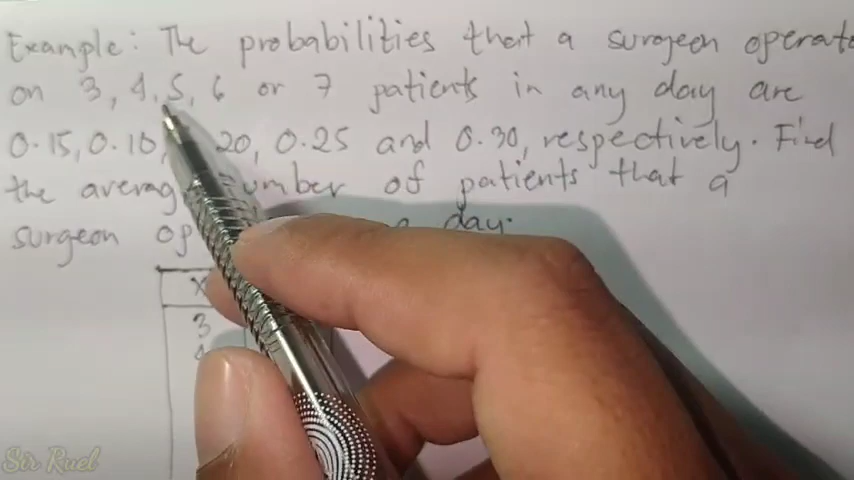 Example: The probabilities that a surgeon operate
on 3, 4, 5, 6 or 7 patients in any day are
0.15, 0.10, 20, 0.25 and 0.30, respectively. Find
the averag number of patients that a
surgeon op a day.
X
3
4
Sir Ruel